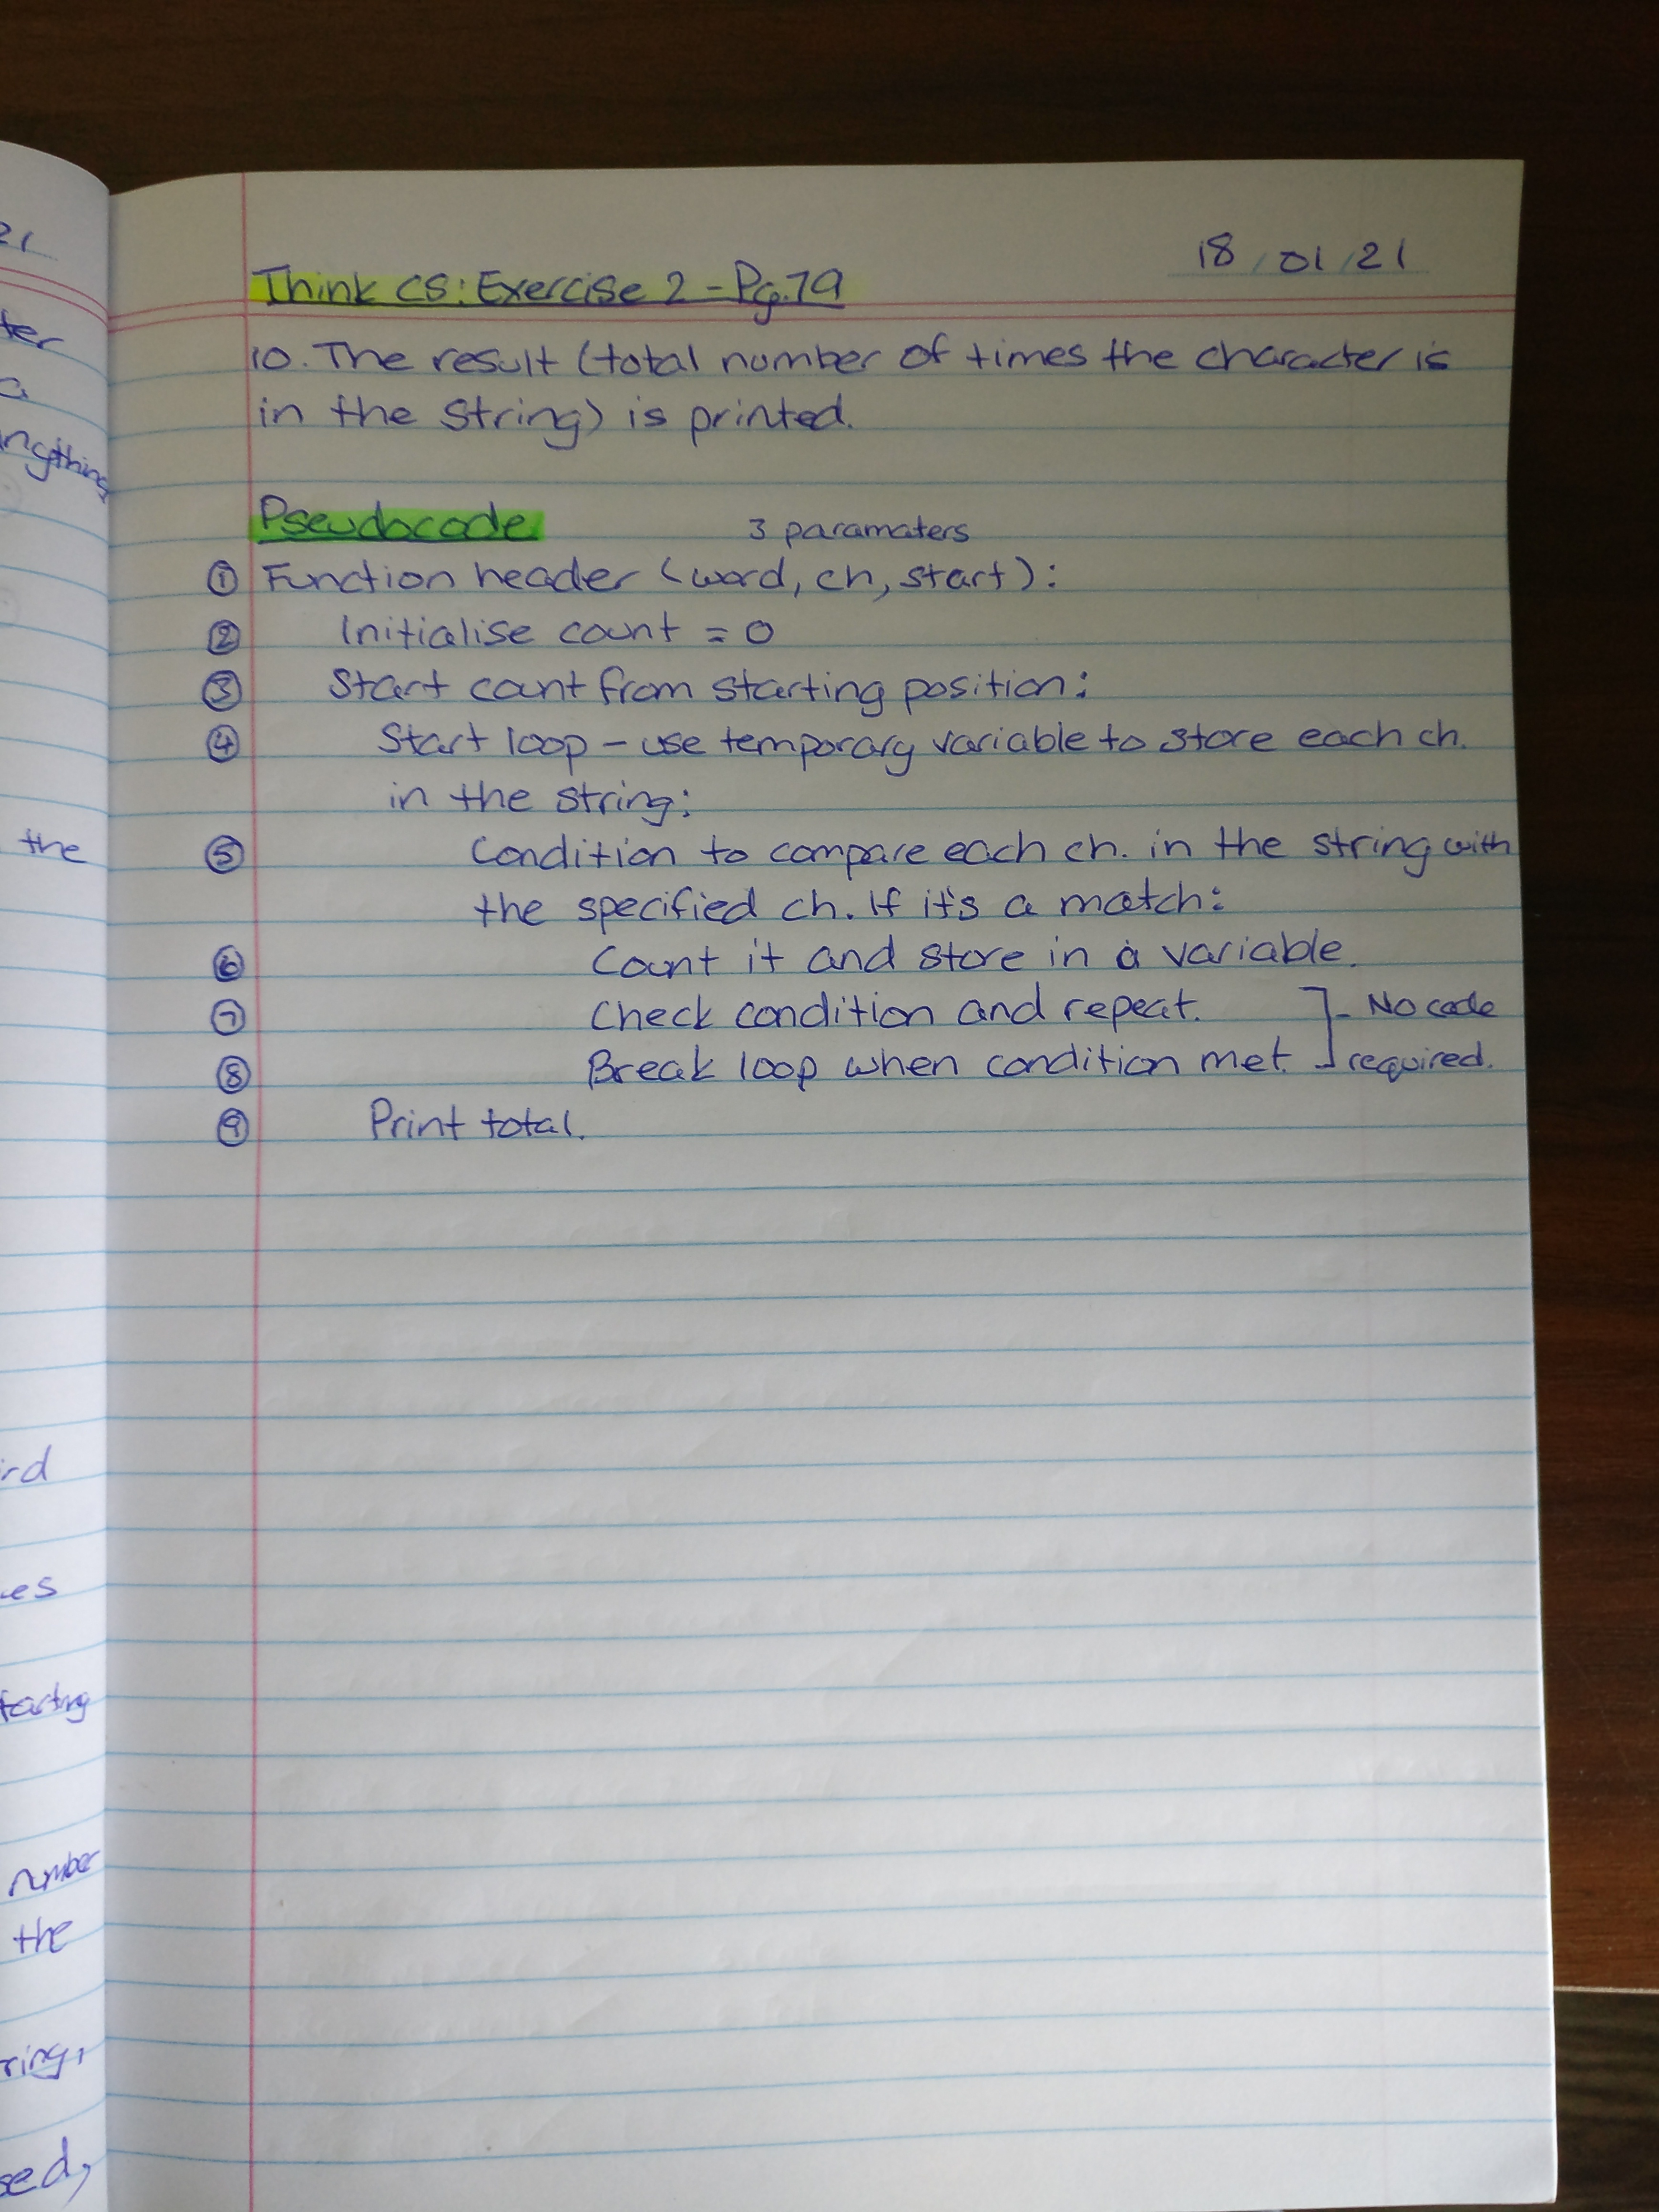 21
ter
a
ngthing
the
rd
es
tarting
number
the
ring,
sed,
18/01/21
Think CS: Exercise 2 - Pg.79
10. The result (total number of times the character is
in the string) is printed.
Pseudocode
3 paramaters
① Function header (word, ch, start):
② Initialise count = 0
③ Start count from starting position:
④ Start loop - use temporary variable to store each ch.
in the string:
⑤ Condition to compare each ch. in the string with
the specified ch. If it's a match:
⑥ Count it and store in a variable.
⑦ Check condition and repeat. ] - No code
⑧ Break loop when condition met. required.
⑨ Print total.